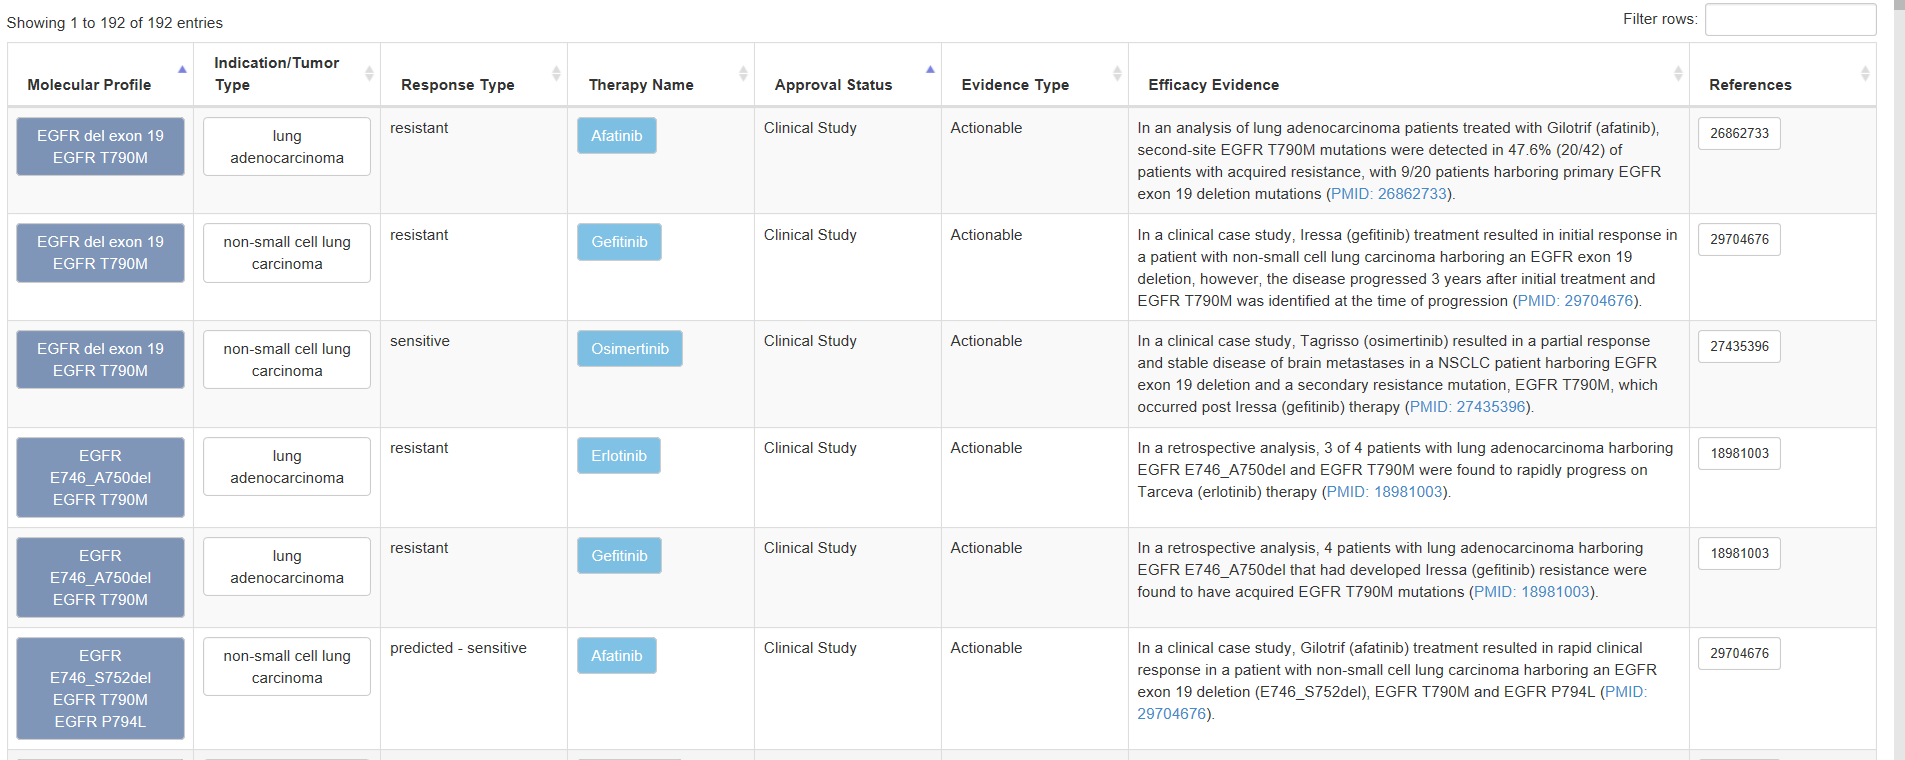 Showing 1 to 192 of 192 entries
Filter rows:
Molecular Profile
Indication/Tumor
Type
Response Type
Therapy Name
Approval Status
Evidence Type
Efficacy Evidence
References
EGFR del exon 19
EGFR T790M
lung
adenocarcinoma
resistant
Afatinib
Clinical Study
Actionable
In an analysis of lung adenocarcinoma patients treated with Gilotrif (afatinib),
second-site EGFR T790M mutations were detected in 47.6% (20/42) of
patients with acquired resistance, with 9/20 patients harboring primary EGFR
exon 19 deletion mutations (PMID: 26862733).
26862733
EGFR del exon 19
EGFR T790M
non-small cell lung
carcinoma
resistant
Gefitinib
Clinical Study
Actionable
In a clinical case study, Iressa (gefitinib) treatment resulted in initial response in
a patient with non-small cell lung carcinoma harboring an EGFR exon 19
deletion, however, the disease progressed 3 years after initial treatment and
EGFR T790M was identified at the time of progression (PMID: 29704676).
29704676
EGFR del exon 19
EGFR T790M
non-small cell lung
carcinoma
sensitive
Osimertinib
Clinical Study
Actionable
In a clinical case study, Tagrisso (osimertinib) resulted in a partial response
and stable disease of brain metastases in a NSCLC patient harboring EGFR
exon 19 deletion and a secondary resistance mutation, EGFR T790M, which
occurred post Iressa (gefitinib) therapy (PMID: 27435396).
27435396
EGFR
E746_A750del
EGFR T790M
lung
adenocarcinoma
resistant
Erlotinib
Clinical Study
Actionable
In a retrospective analysis, 3 of 4 patients with lung adenocarcinoma harboring
EGFR E746_A750del and EGFR T790M were found to rapidly progress on
Tarceva (erlotinib) therapy (PMID: 18981003).
18981003
EGFR
E746_A750del
EGFR T790M
lung
adenocarcinoma
resistant
Gefitinib
Clinical Study
Actionable
In a retrospective analysis, 4 patients with lung adenocarcinoma harboring
EGFR E746_A750del that had developed Iressa (gefitinib) resistance were
found to have acquired EGFR T790M mutations (PMID: 18981003).
18981003
EGFR
E746_S752del
EGFR T790M
EGFR P794L
non-small cell lung
carcinoma
predicted - sensitive
Afatinib
Clinical Study
Actionable
In a clinical case study, Gilotrif (afatinib) treatment resulted in rapid clinical
response in a patient with non-small cell lung carcinoma harboring an EGFR
exon 19 deletion (E746_S752del), EGFR T790M and EGFR P794L (PMID:
29704676).
29704676